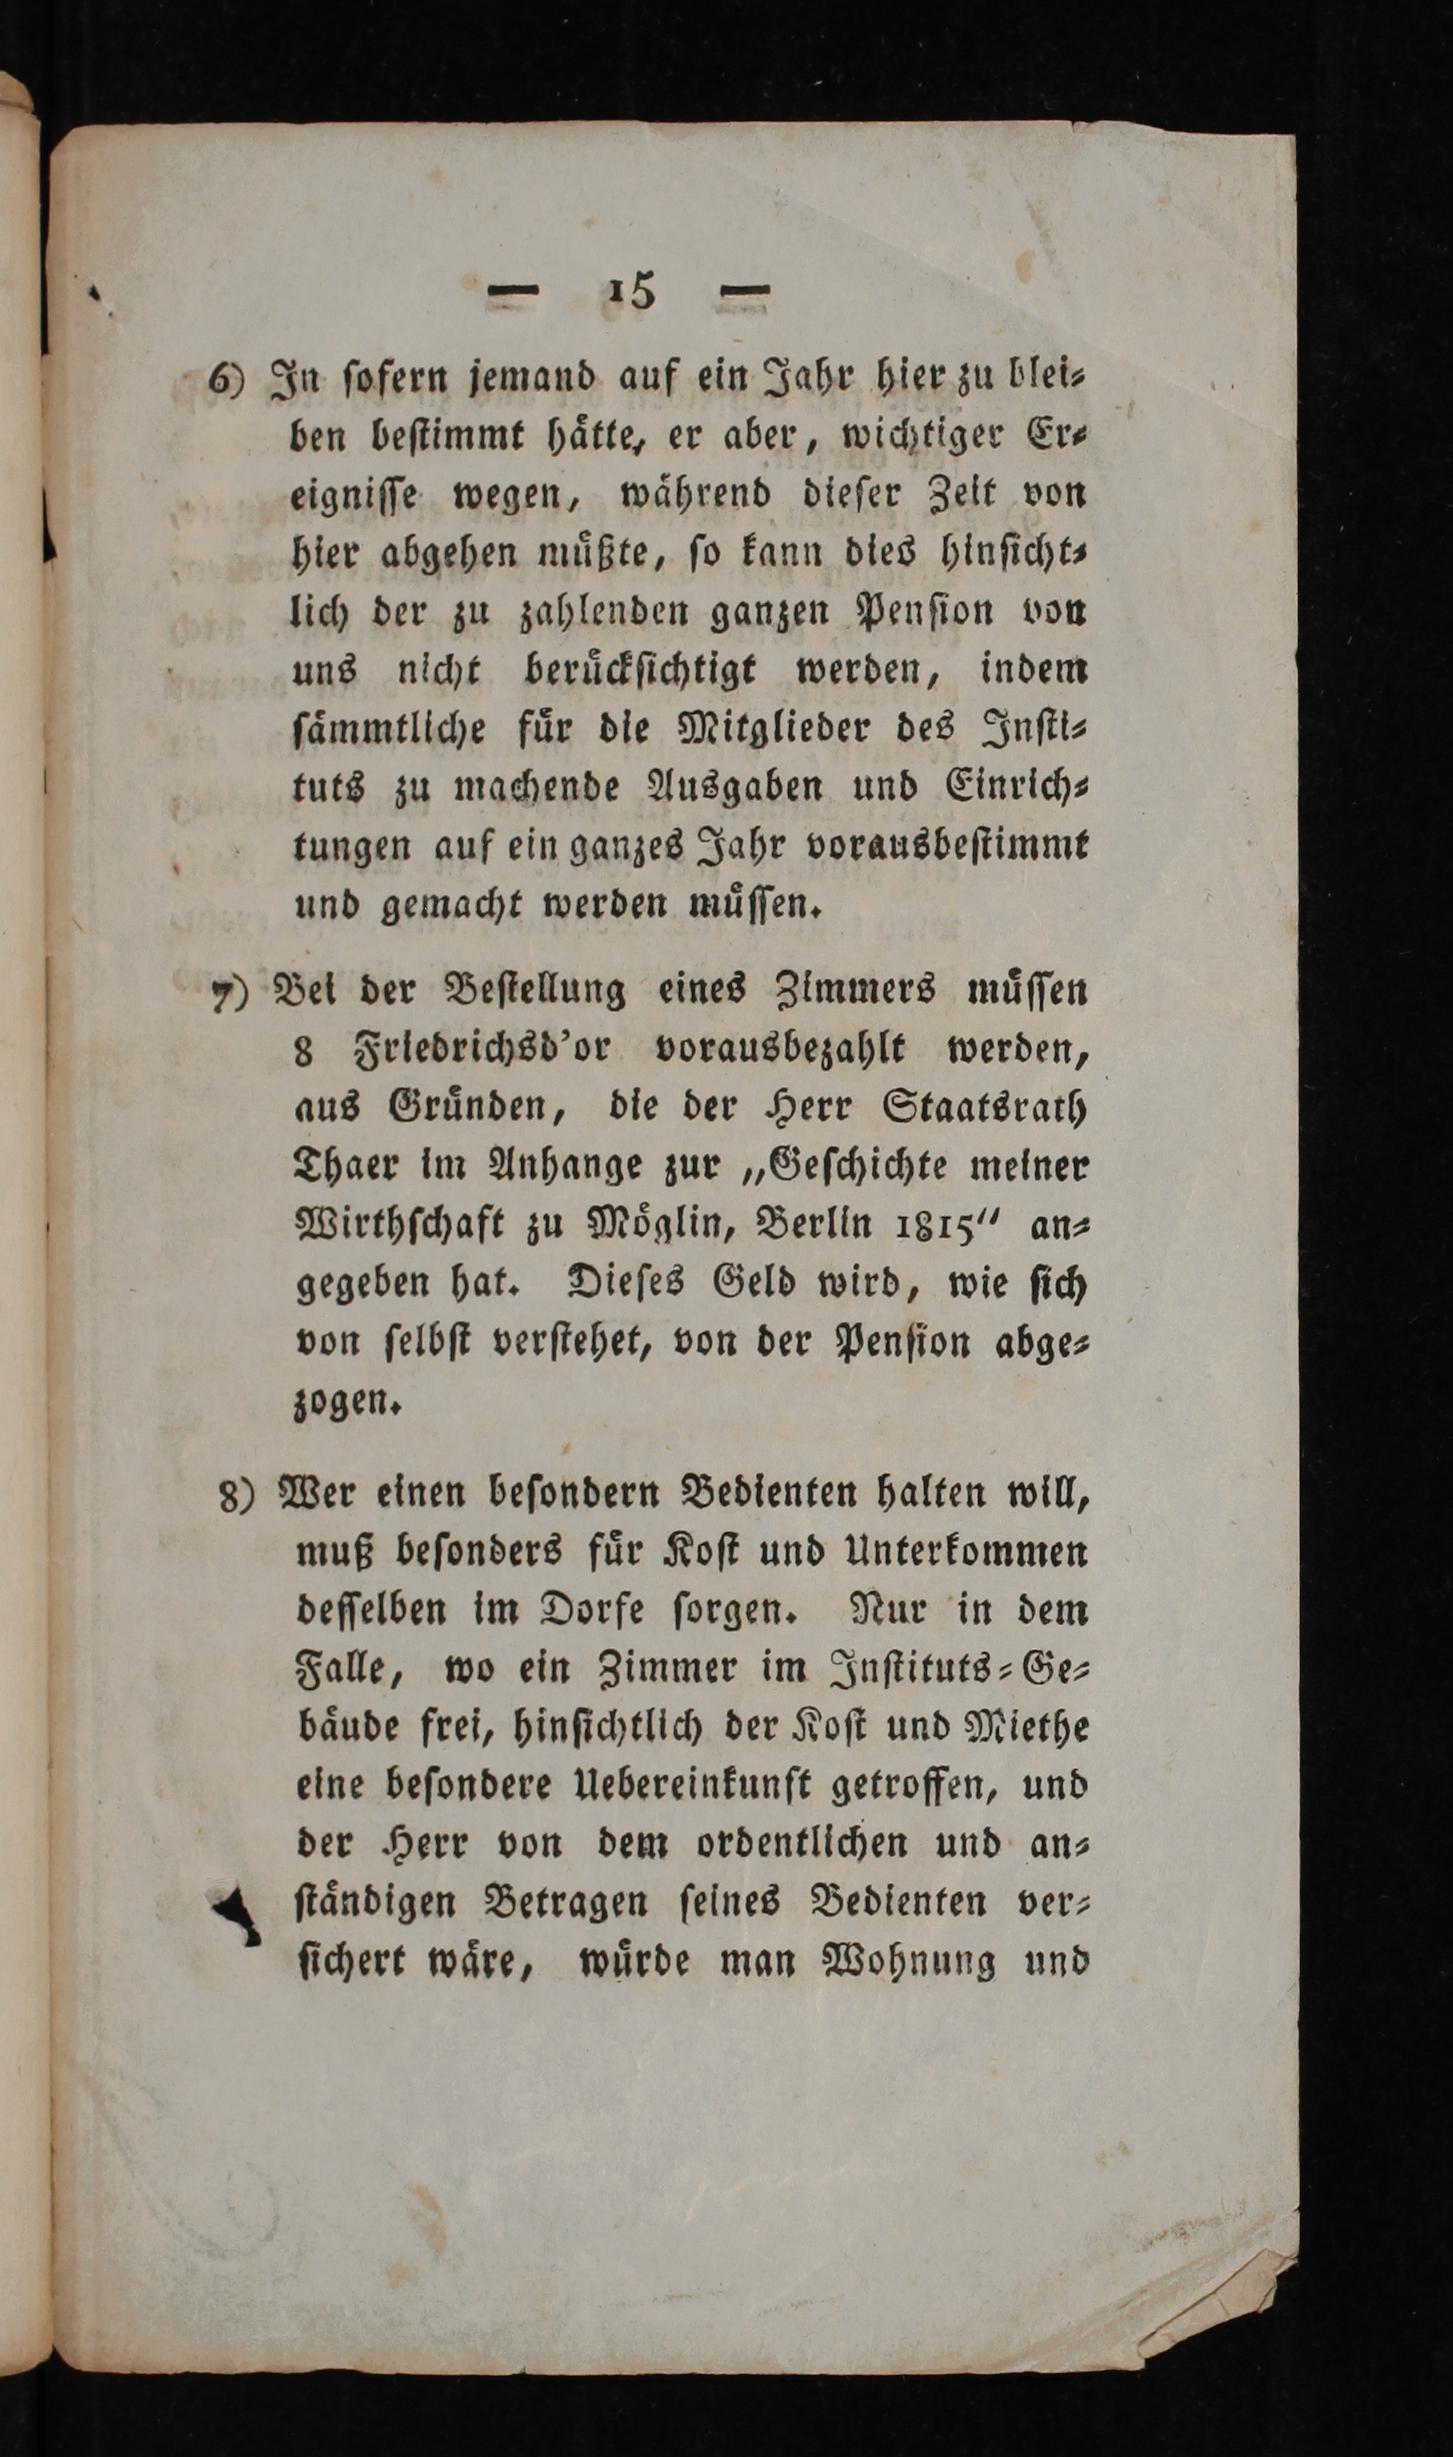 — 15 —
6) In ſofern jemand auf ein Jahr hier zu blei⸗
ben beſtimmt hätte, er aber, wichtiger Er⸗
eigniſſe wegen, während dieſer Zeit von
hier abgehen müßte, ſo kann dies hinſicht⸗
lich der zu zahlenden ganzen Penſion von
uns nicht berückſichtigt werden, indem
ſämmtliche für die Mitglieder des Inſti⸗
tuts zu machende Ausgaben und Einrich⸗
tungen auf ein ganzes Jahr vorausbeſtimmt
und gemacht werden müſſen.
7) Bei der Beſtellung eines Zimmers müſſen
8 Friedrichsd’or vorausbezahlt werden,
aus Gründen, die der Herr Staatsrath
Thaer im Anhange zur „Geſchichte meiner
Wirthſchaft zu Möglin, Berlin 1815“ an⸗
gegeben hat. Dieſes Geld wird, wie ſich
von ſelbſt verſtehet, von der Penſion abge⸗
zogen.
8) Wer einen beſondern Bedienten halten will,
muß beſonders für Koſt und Unterkommen
deſſelben im Dorfe ſorgen. Nur in dem
Falle, wo ein Zimmer im Inſtituts⸗Ge⸗
bäude frei, hinſichtlich der Koſt und Miethe
eine beſondere Uebereinkunft getroffen, und
der Herr von dem ordentlichen und an⸗
ſtändigen Betragen ſeines Bedienten ver⸗
ſichert wäre, würde man Wohnung und